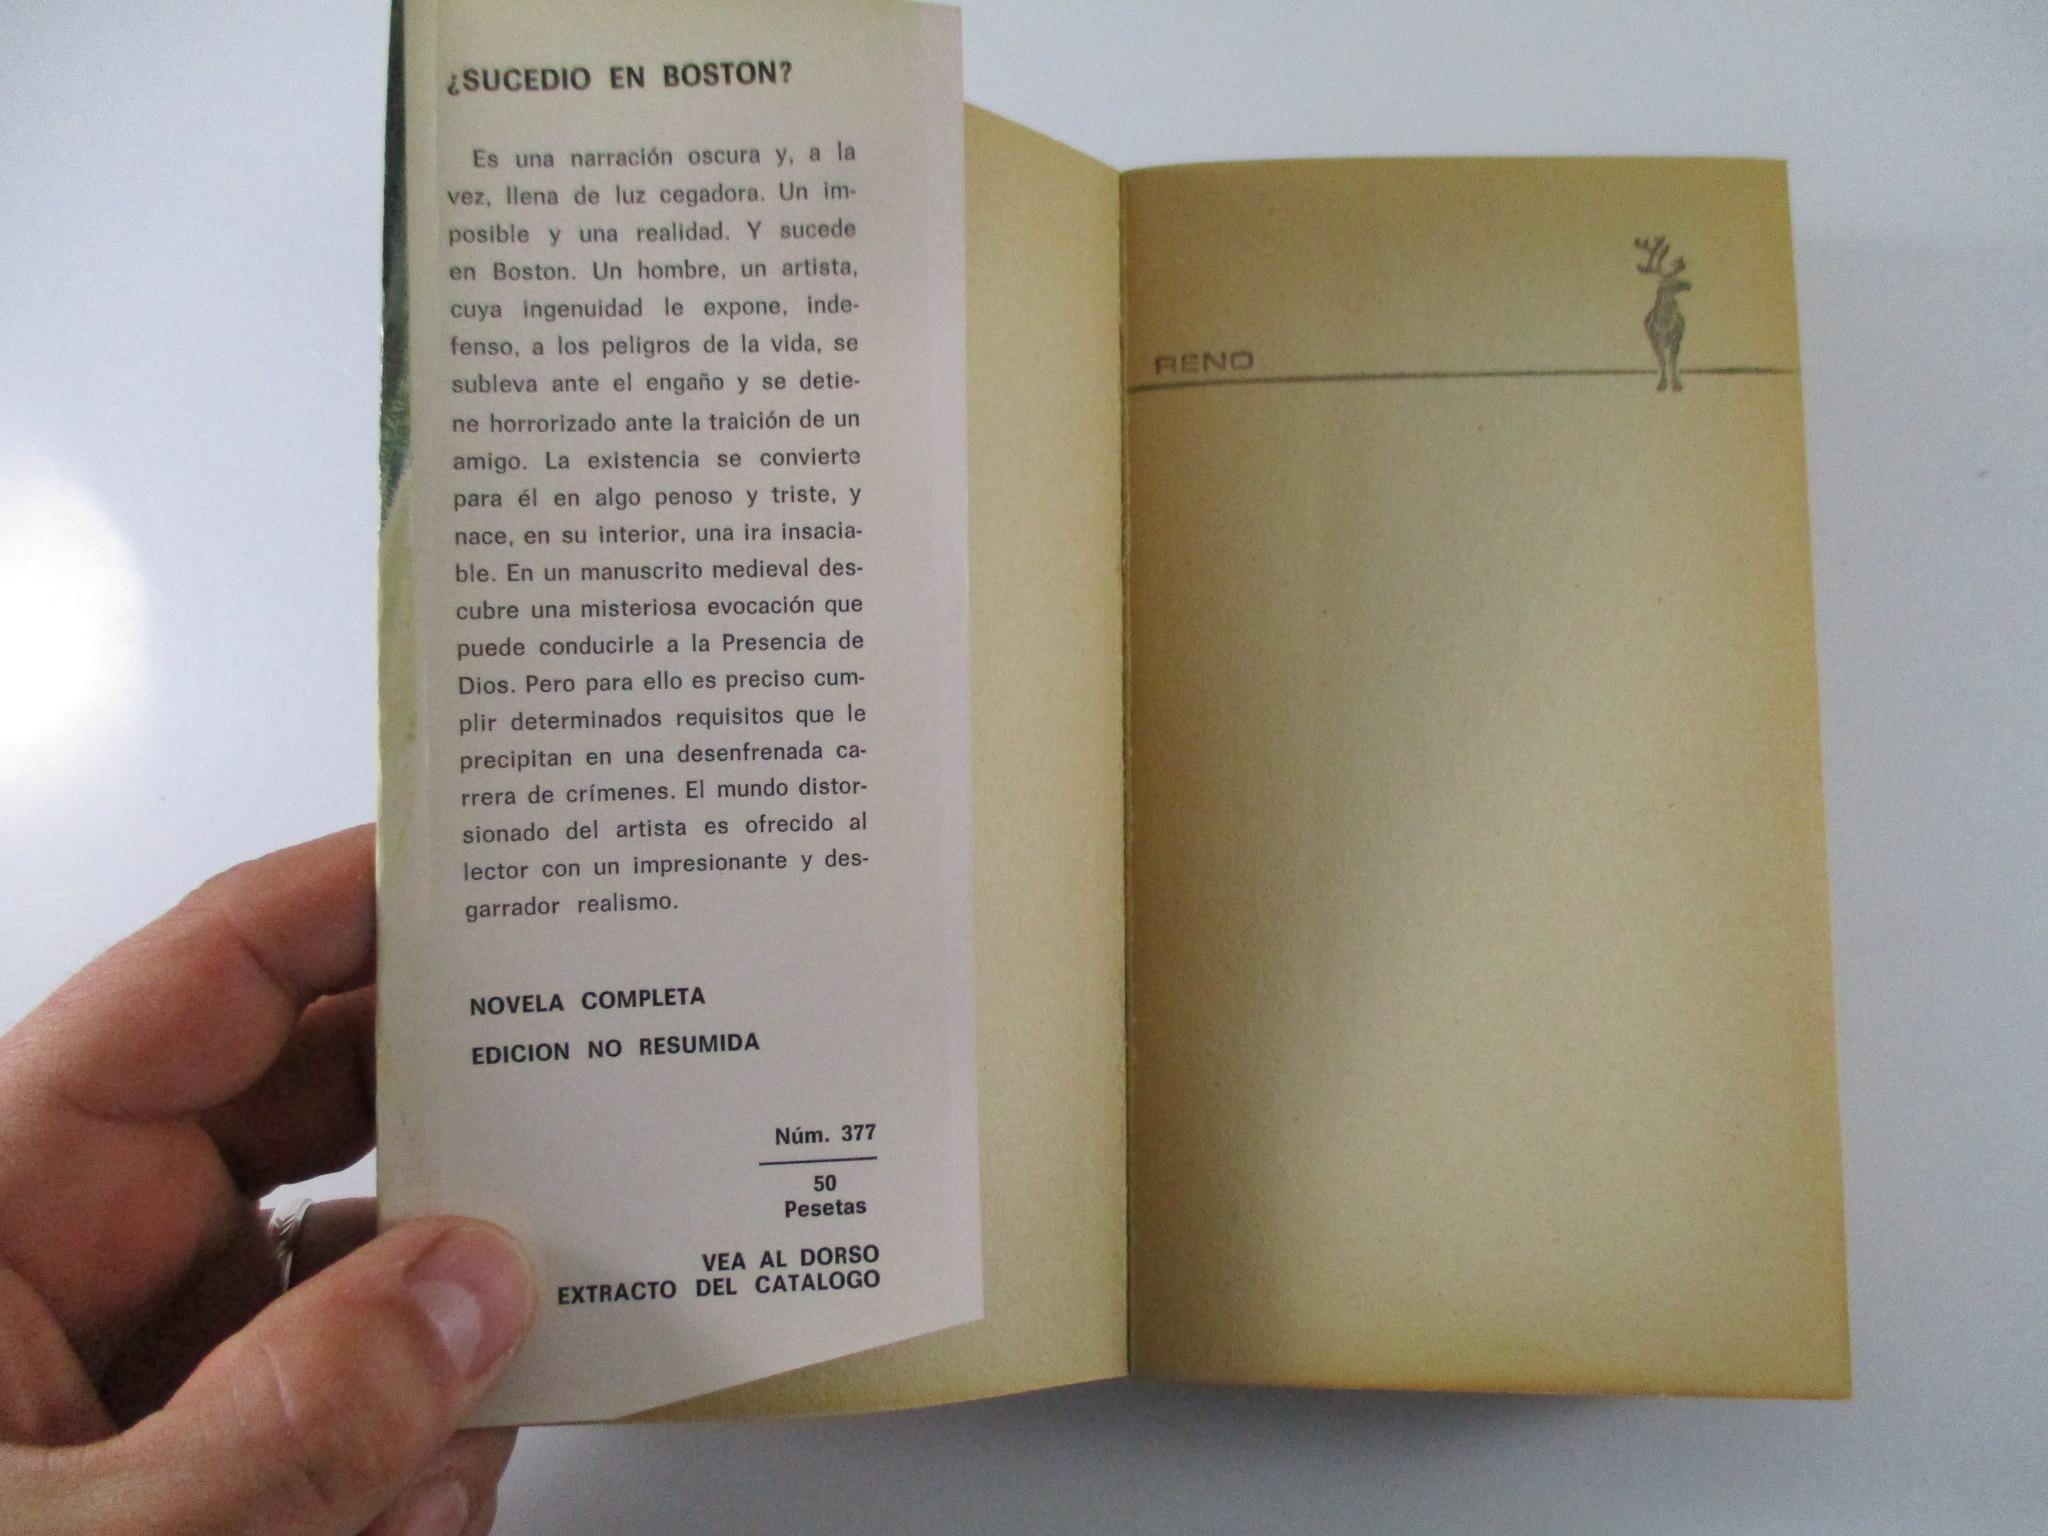 ¿SUCEDIO EN BOSTON?
Es una narración oscura y, a la
vez, llena de luz cegadora. Un im-
posible y una realidad. Y sucede
en Boston. Un hombre, un artista,
cuya ingenuidad le expone, inde-
fenso, a los peligros de la vida, se
subleva ante el engaño y se detie-
ne horrorizado ante la traición de un
amigo. La existencia se convierte
para él en algo penoso y triste, y
nace, en su interior, una ira insacia-
ble. En un manuscrito medieval des-
cubre una misteriosa evocación que
puede conducirle a la Presencia de
Dios. Pero para ello es preciso cum-
plir determinados requisitos que le
precipitan en una desenfrenada ca-
rrera de crímenes. El mundo distor-
sionado del artista es ofrecido al
lector con un impresionante y des-
garrador realismo.
NOVELA COMPLETA
EDICION NO RESUMIDA
Núm. 377
50
Pesetas
VEA AL DORSO
EXTRACTO DEL CATALOGO
RENO